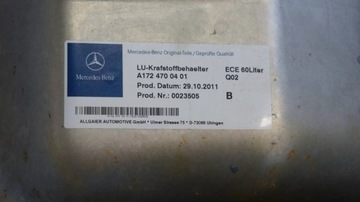 Mercedes-Benz Original-Teile / Geprüfte Qualität
Mercedes-Benz
LU-Krafstoffbehaelter ECE 60Liter
A172 470 04 01 Q02
Prod. Datum: 29.10.2011
Prod. Nr.: 0023505 B
ALLGAIER AUTOMOTIVE GmbH * Ulmer Strasse 75 * D-73066 Uhingen